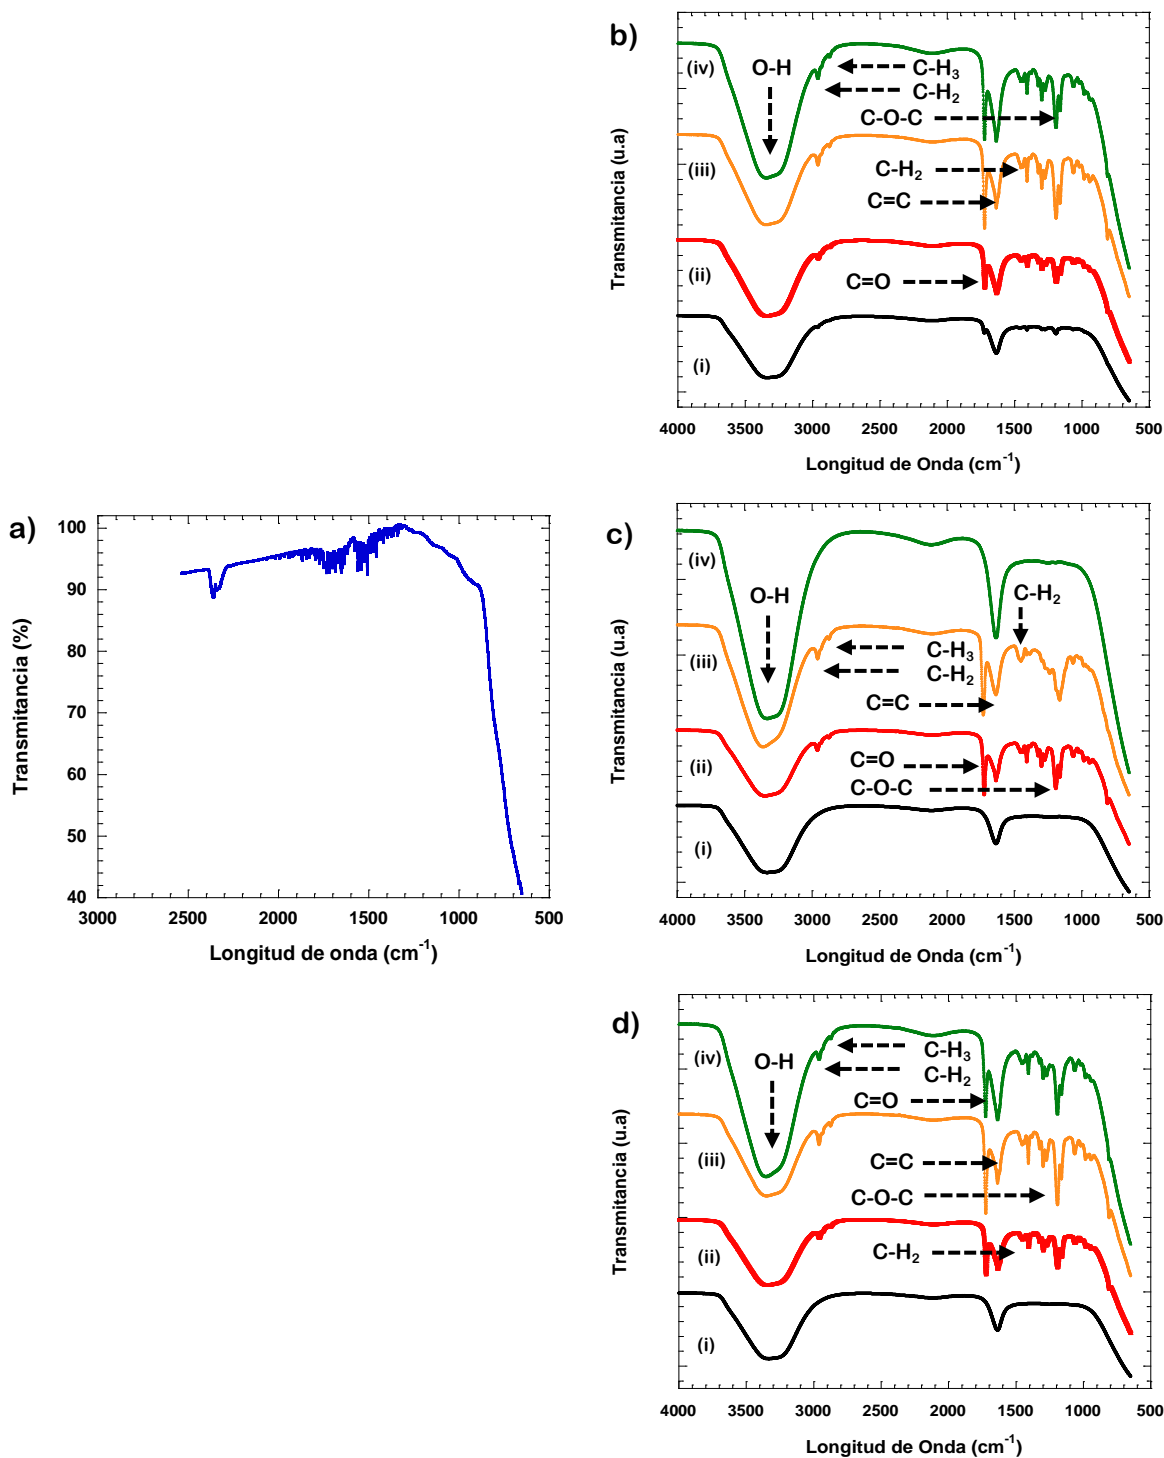 b)
(iv)
O-H
C-H3
C-H2
C-O-C
(iii)
C-H2
C=C
(ii)
C=O
(i)
Transmitancia (u.a)
4000 3500 3000 2500 2000 1500 1000 500
Longitud de Onda (cm-1)
a)
100
90
80
70
60
50
40
Transmitancia (%)
3000 2500 2000 1500 1000 500
Longitud de onda (cm-1)
c)
(iv)
O-H
C-H2
(iii)
C-H3
C-H2
C=C
(ii)
C=O
C-O-C
(i)
Transmitancia (u.a)
4000 3500 3000 2500 2000 1500 1000 500
Longitud de Onda (cm-1)
d)
(iv)
O-H
C-H3
C-H2
C=O
(iii)
C=C
C-O-C
(ii)
C-H2
(i)
Transmitancia (u.a)
4000 3500 3000 2500 2000 1500 1000 500
Longitud de Onda (cm-1)